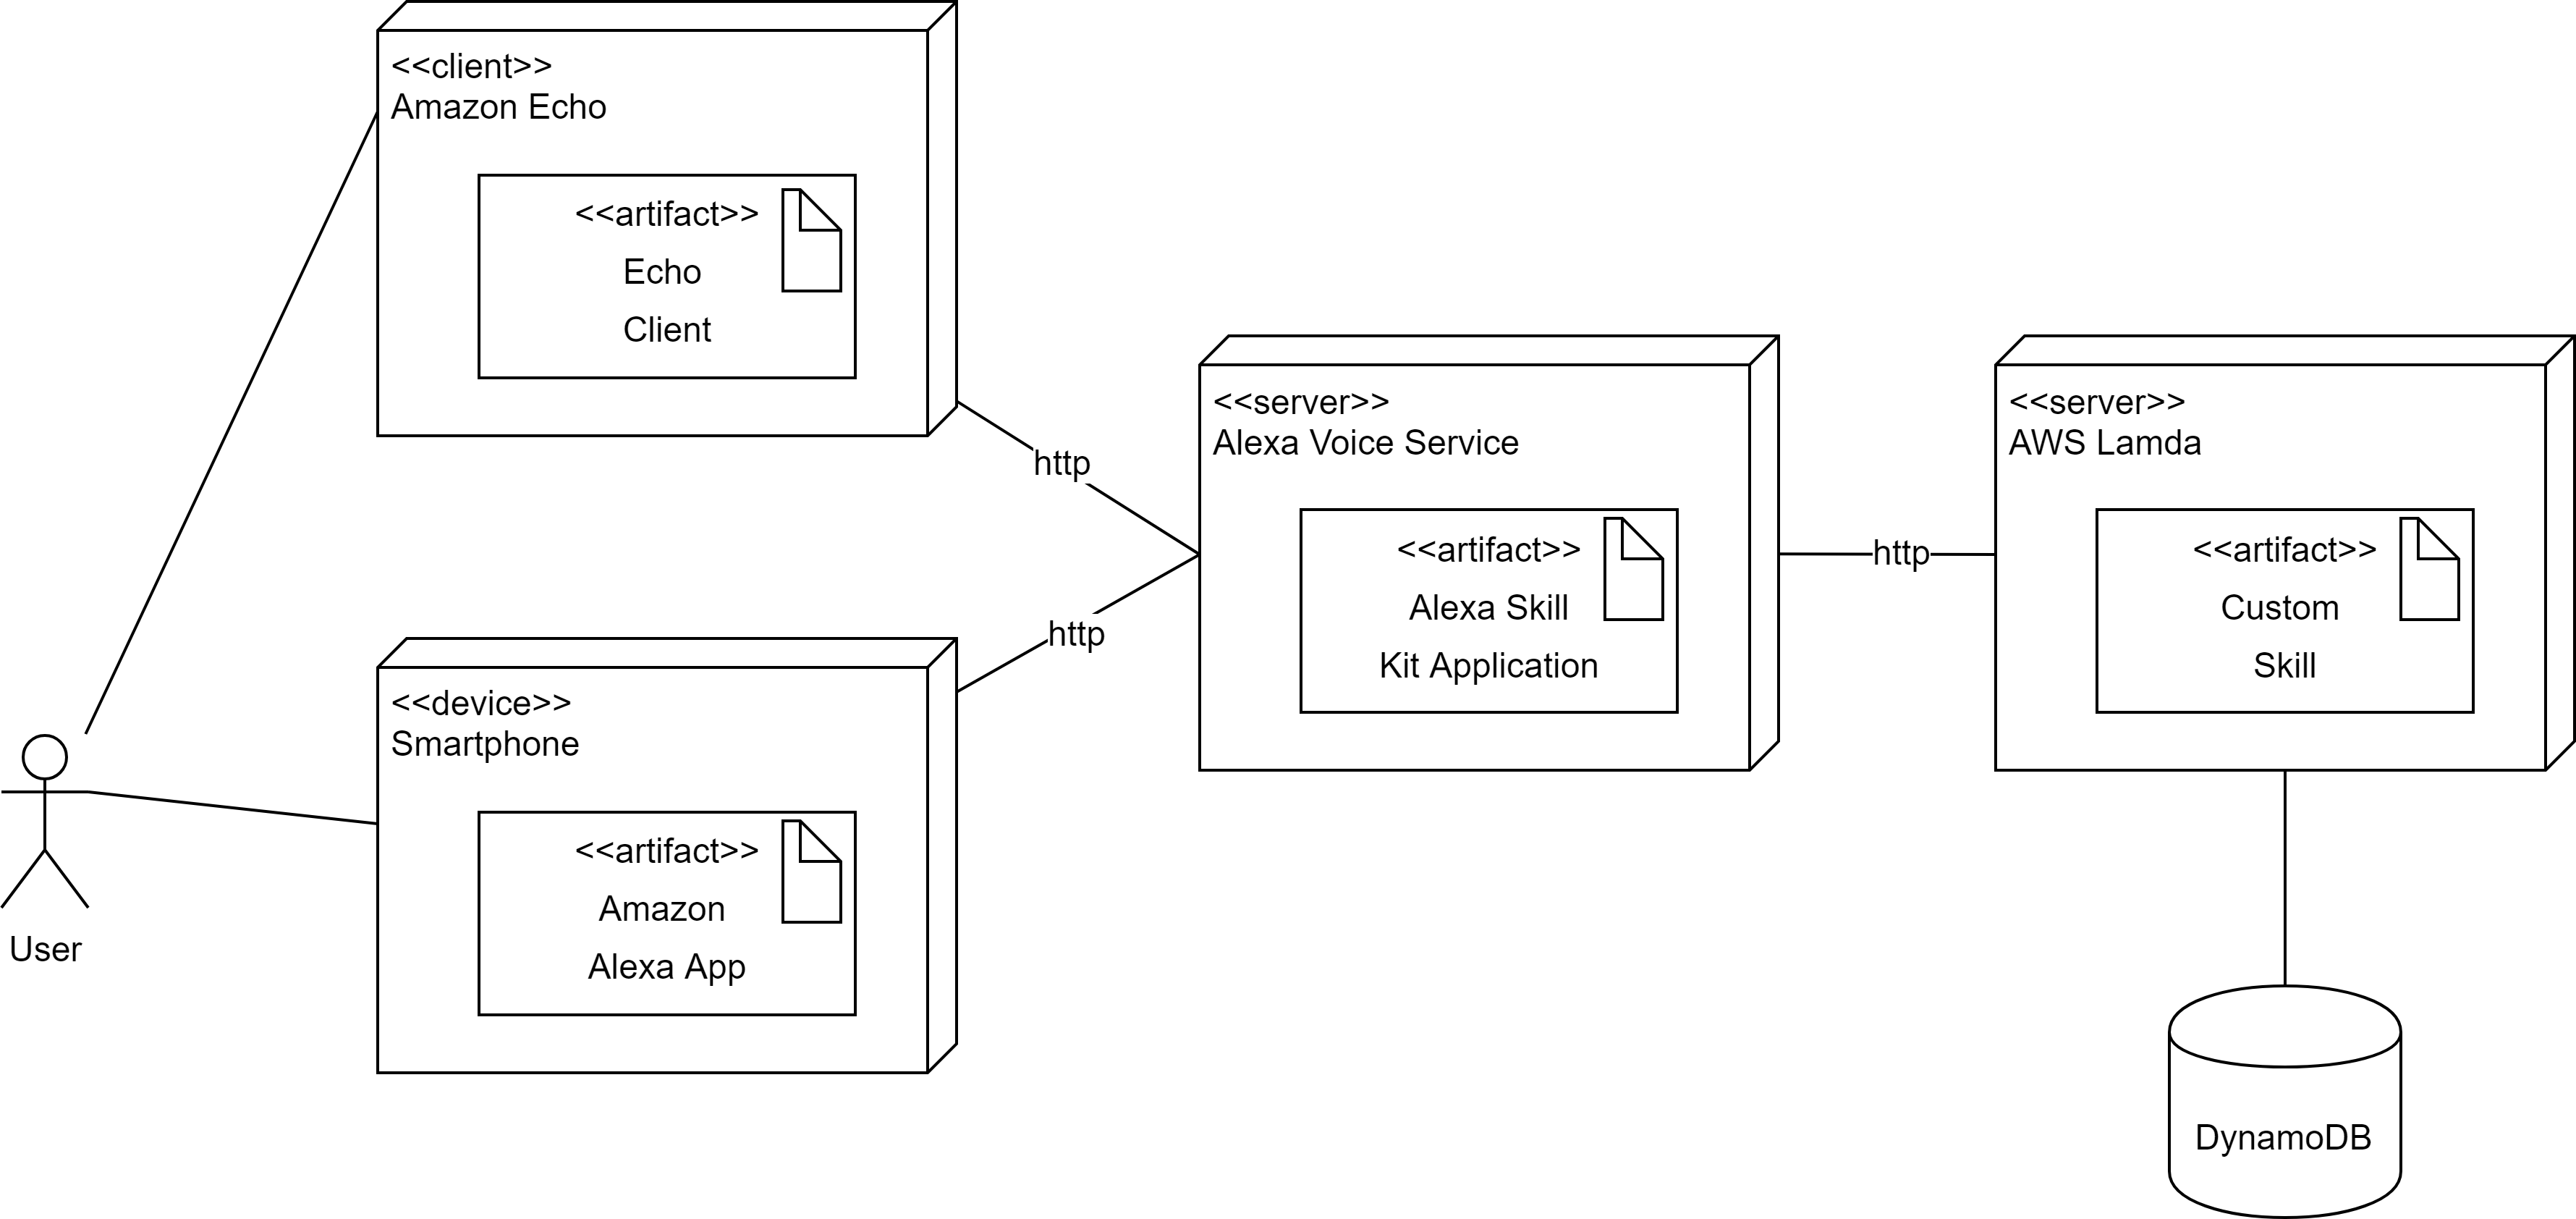 <<client>>
Amazon Echo
<<artifact>>
Echo
Client
http
<<server>>
Alexa Voice Service
<<artifact>>
Alexa Skill
Kit Application
http
<<server>>
AWS Lamda
<<artifact>>
Custom
Skill
http
<<device>>
Smartphone
<<artifact>>
Amazon
Alexa App
User
DynamoDB